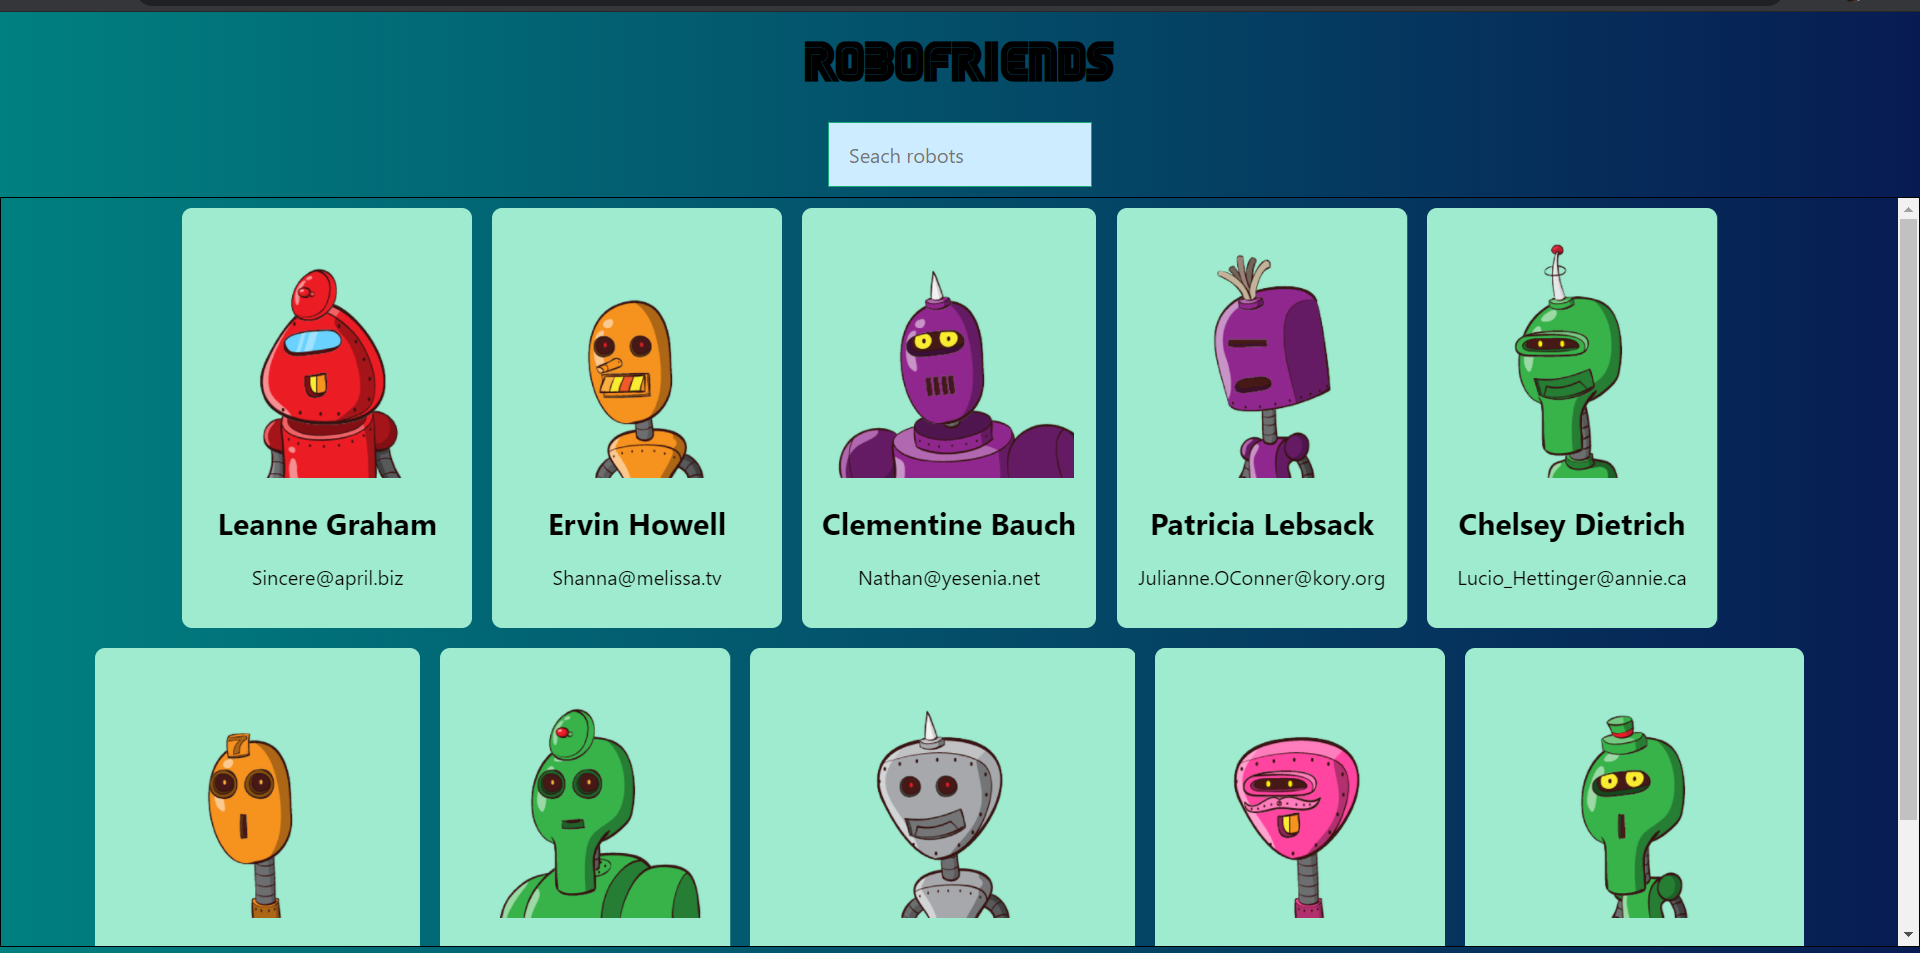 ROBOFRIENDS
Seach robots
Leanne Graham
Ervin Howell
Clementine Bauch
Patricia Lebsack
Chelsey Dietrich
Sincere@april.biz
Shanna@melissa.tv
Nathan@yesenia.net
Julianne.OConner@kory.org
Lucio_Hettinger@annie.ca
7